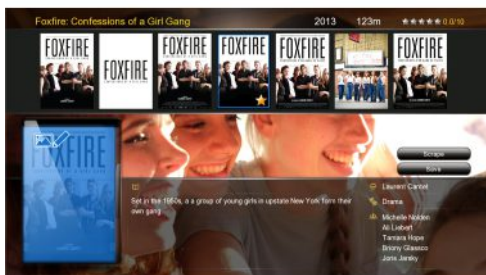 Foxfire: Confessions of a Girl Gang 2013 123m 0.0/10
FOXFIRE
FOXFIRE
FOXFIRE
FOXFIRE
FOXFIRE
FOXFIRE
FOXFIRE
Scrape
Save
Set in the 1950s, a a group of young girls in upstate New York form their
own gang
Laurent Cantet
Drama
Michelle Nolden
Ali Liebert
Tamara Hope
Briony Glassco
Joris Jarsky